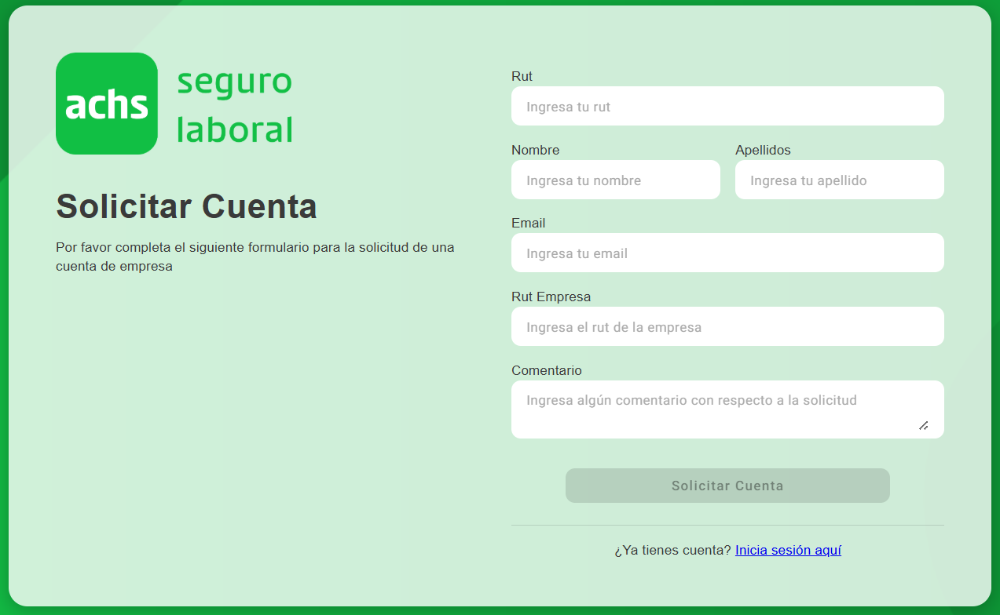 achs
seguro
laboral
Solicitar Cuenta
Por favor completa el siguiente formulario para la solicitud de una
cuenta de empresa
Rut
Ingresa tu rut
Nombre
Apellidos
Ingresa tu nombre
Ingresa tu apellido
Email
Ingresa tu email
Rut Empresa
Ingresa el rut de la empresa
Comentario
Ingresa algún comentario con respecto a la solicitud
Solicitar Cuenta
¿Ya tienes cuenta? Inicia sesión aquí